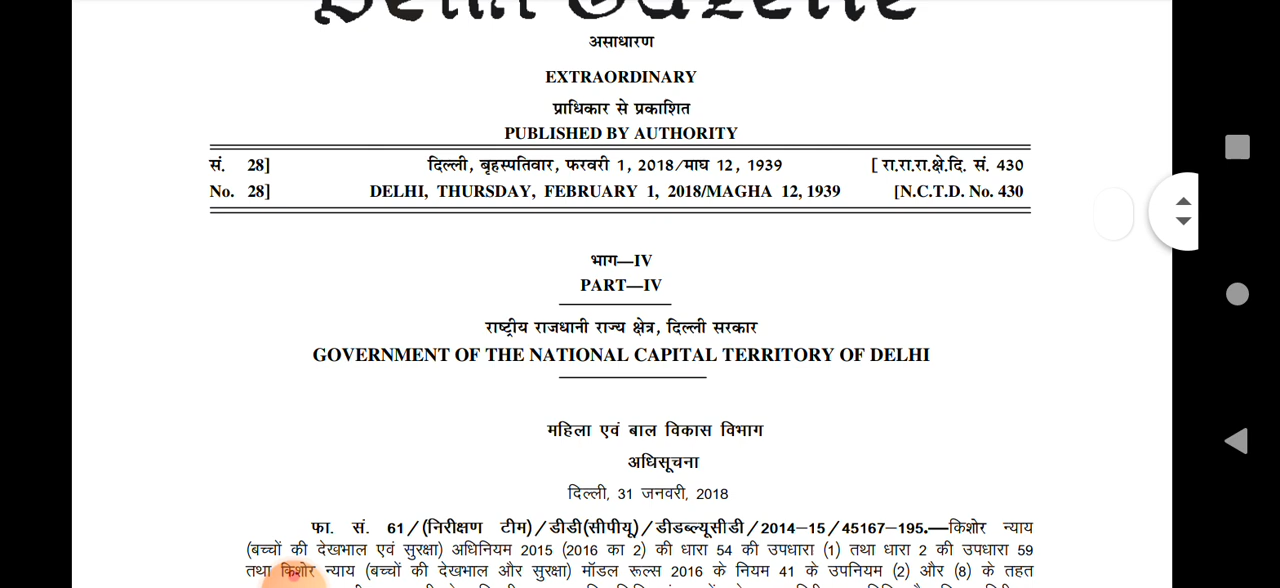 Delhi Gazette
असाधारण
EXTRAORDINARY
प्राधिकार से प्रकाशित
PUBLISHED BY AUTHORITY
सं. 28] दिल्ली, बृहस्पतिवार, फरवरी 1, 2018/माघ 12, 1939 [ रा.रा.रा.क्षे.दि. सं. 430
No. 28] DELHI, THURSDAY, FEBRUARY 1, 2018/MAGHA 12, 1939 [N.C.T.D. No. 430
भाग—IV
PART—IV
राष्ट्रीय राजधानी राज्य क्षेत्र, दिल्ली सरकार
GOVERNMENT OF THE NATIONAL CAPITAL TERRITORY OF DELHI
महिला एवं बाल विकास विभाग
अधिसूचना
दिल्ली, 31 जनवरी, 2018
फा. सं. 61/(निरीक्षण टीम)/डीडी(सीपीयू)/डीडब्ल्यूसीडी/2014-15/45167-195.—किशोर न्याय
(बच्चों की देखभाल एवं सुरक्षा) अधिनियम 2015 (2016 का 2) की धारा 54 की उपधारा (1) तथा धारा 2 की उपधारा 59
तथा किशोर न्याय (बच्चों की देखभाल और सुरक्षा) मॉडल रूल्स 2016 के नियम 41 के उपनियम (2) और (8) के तहत